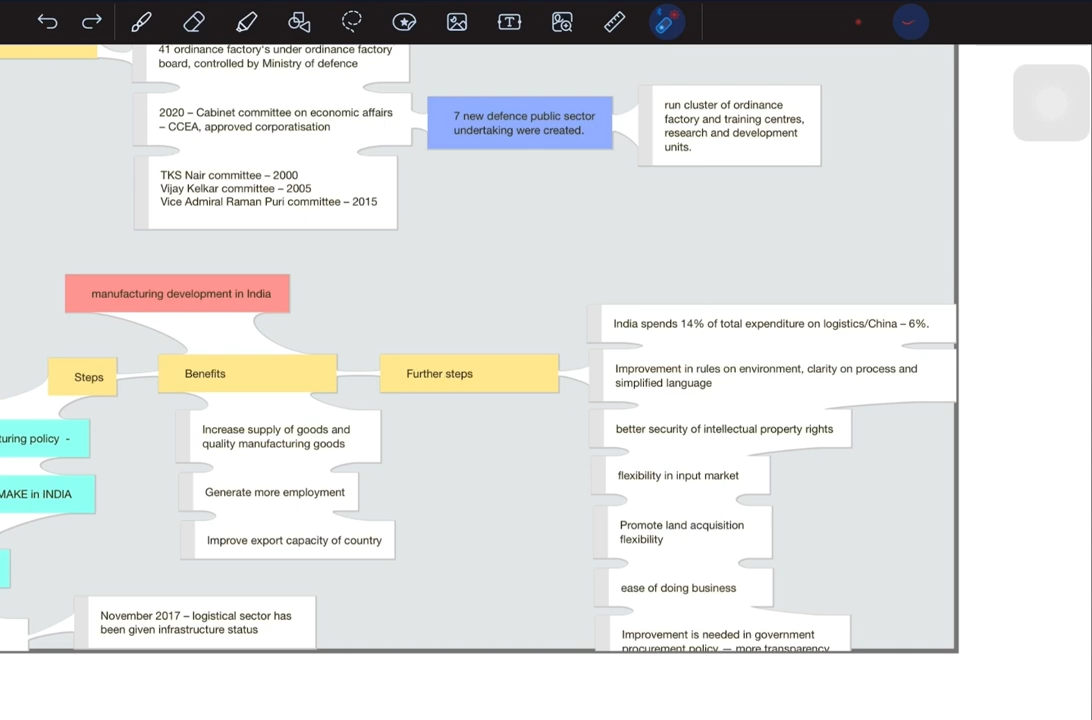 41 ordinance factory's under ordinance factory
board, controlled by Ministry of defence
2020 – Cabinet committee on economic affairs
– CCEA, approved corporatisation
7 new defence public sector
undertaking were created.
run cluster of ordinance
factory and training centres,
research and development
units.
TKS Nair committee – 2000
Vijay Kelkar committee – 2005
Vice Admiral Raman Puri committee – 2015
manufacturing development in India
Steps
Benefits
Further steps
India spends 14% of total expenditure on logistics/China – 6%.
Improvement in rules on environment, clarity on process and
simplified language
turing policy -
Increase supply of goods and
quality manufacturing goods
better security of intellectual property rights
MAKE in INDIA
Generate more employment
flexibility in input market
Improve export capacity of country
Promote land acquisition
flexibility
ease of doing business
November 2017 – logistical sector has
been given infrastructure status
Improvement is needed in government
procurement policy — more transparency